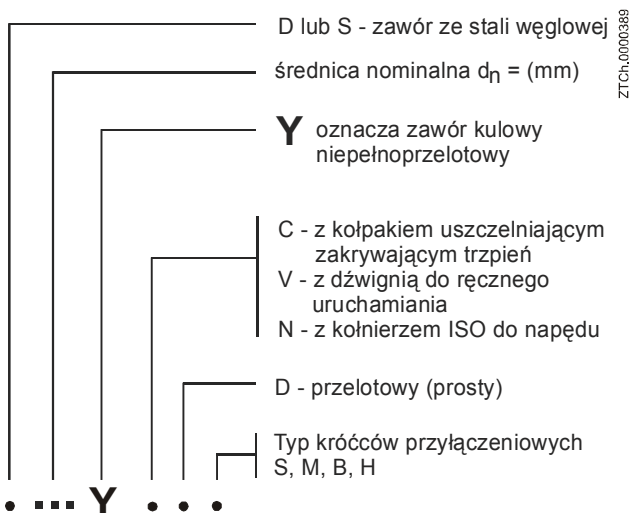 D lub S - zawór ze stali węglowej
średnica nominalna dn = (mm)
Y oznacza zawór kulowy
niepełnoprzelotowy
C - z kołpakiem uszczelniającym
zakrywającym trzpień
V - z dźwignią do ręcznego
uruchamiania
N - z kołnierzem ISO do napędu
D - przelotowy (prosty)
Typ króćców przyłączeniowych
S, M, B, H
Y
ZTCh.0000389